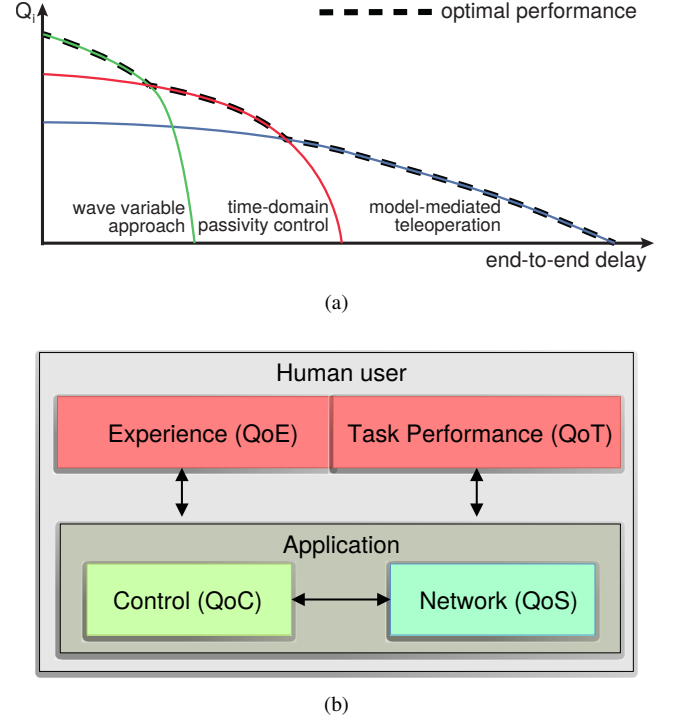 Qi
optimal performance
wave variable
approach
time-domain
passivity control
model-mediated
teleoperation
end-to-end delay
(a)
Human user
Experience (QoE)
Task Performance (QoT)
Application
Control (QoC)
Network (QoS)
(b)